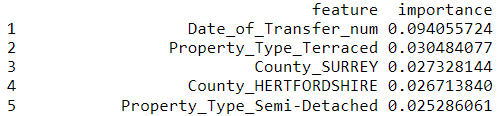 feature importance
1 Date_of_Transfer_num 0.094055724
2 Property_Type_Terraced 0.030484077
3 County_SURREY 0.027328144
4 County_HERTFORDSHIRE 0.026713840
5 Property_Type_Semi-Detached 0.025286061